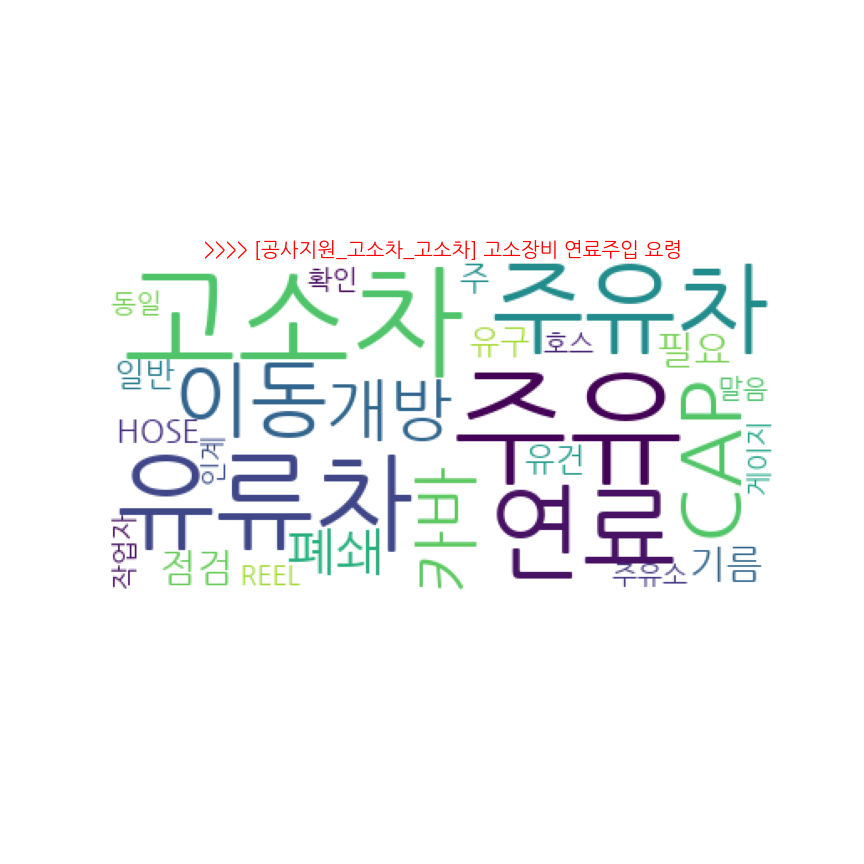 >>>> [공사지원_고소차_고소차] 고소장비 연료주입 요령
고소차
확인
주
주유차
동일
유구
호스
필요
일반
이동
개방
주유
CAP
말음
HOSE
인계
유류차
카바
유건
연료
게이지
작업자
점검
REEL
폐쇄
주유소
기름